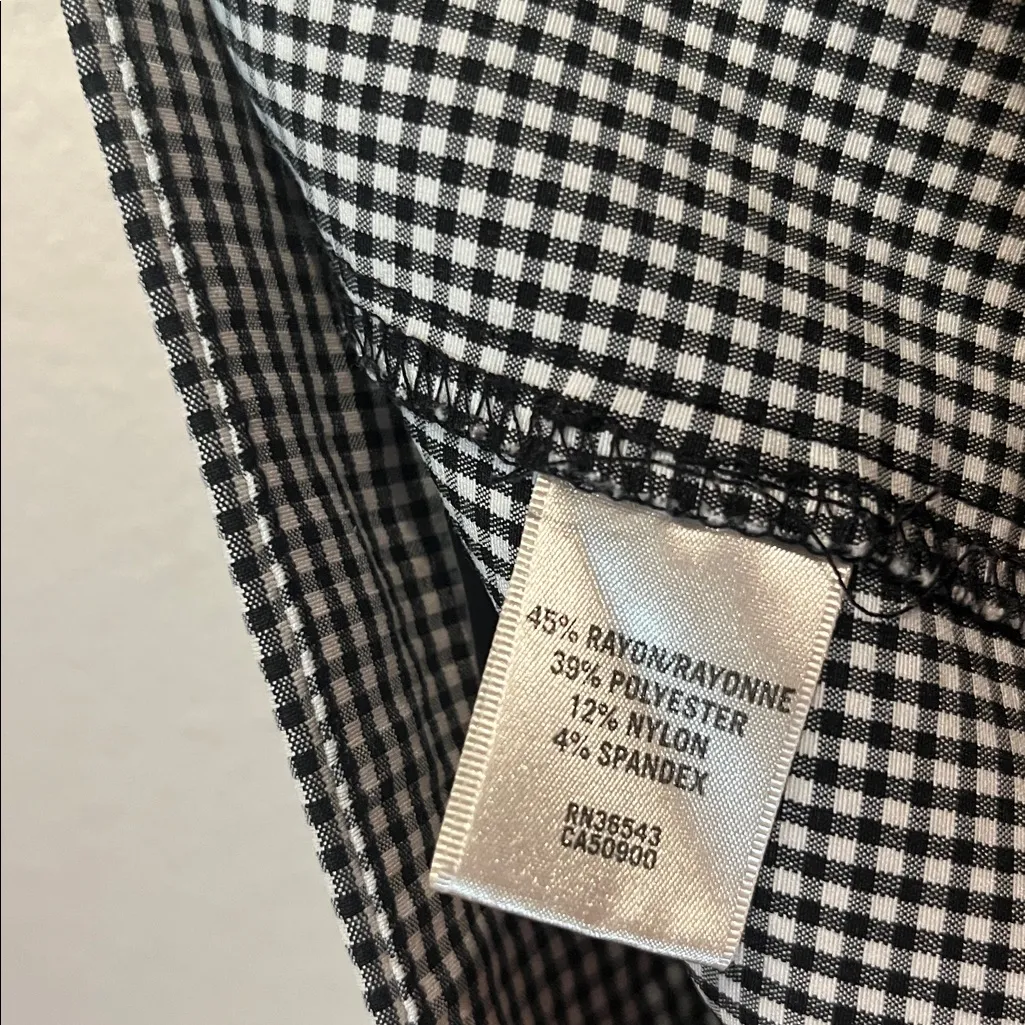 45% RAYON/RAYONNE
39% POLYESTER
12% NYLON
4% SPANDEX
RN36543
CA50900